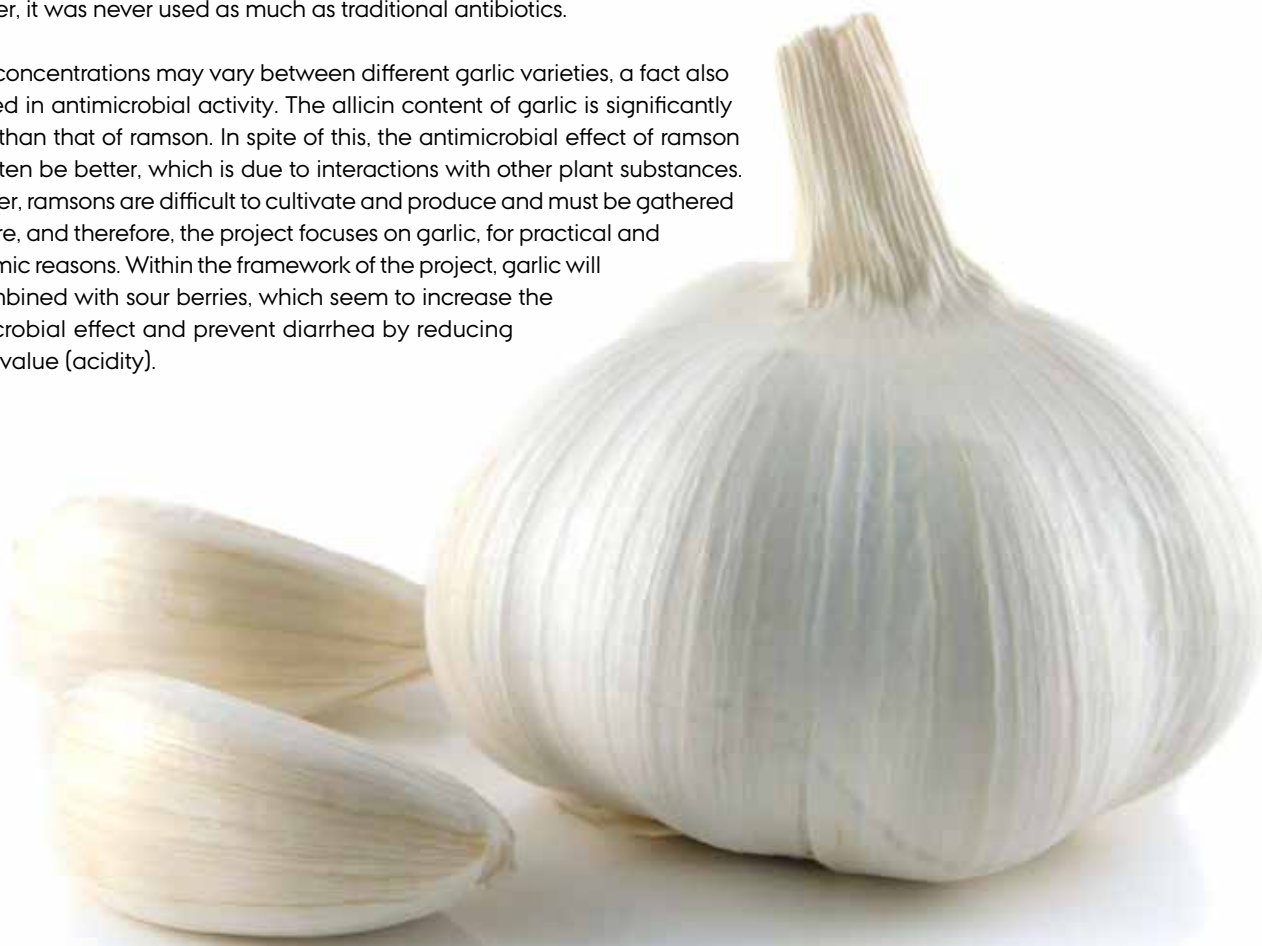 er, it was never used as much as traditional antibiotics.
concentrations may vary between different garlic varieties, a fact also
ed in antimicrobial activity. The allicin content of garlic is significantly
than that of ramson. In spite of this, the antimicrobial effect of ramson
ten be better, which is due to interactions with other plant substances.
er, ramsons are difficult to cultivate and produce and must be gathered
re, and therefore, the project focuses on garlic, for practical and
mic reasons. Within the framework of the project, garlic will
nbined with sour berries, which seem to increase the
crobial effect and prevent diarrhea by reducing
value (acidity).